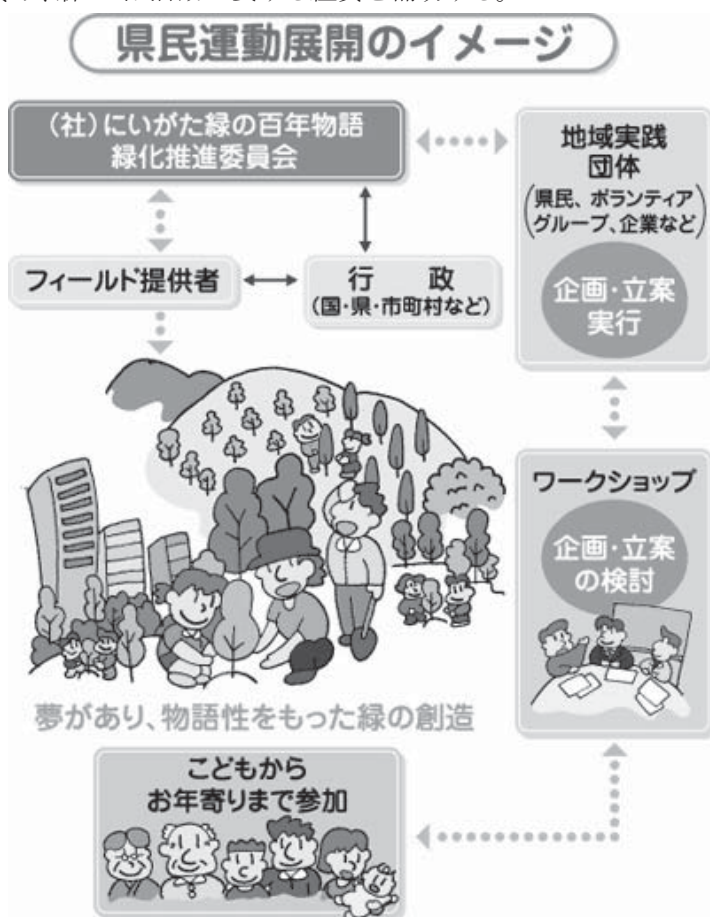 県民運動展開のイメージ
(社)にいがた緑の百年物語
緑化推進委員会
地域実践
団体
(県民、ボランティア
グループ、企業など)
企画・立案
実行
フィールド提供者
行 政
(国・県・市町村など)
ワークショップ
企画・立案
の検討
夢があり、物語性をもった緑の創造
こどもから
お年寄りまで参加